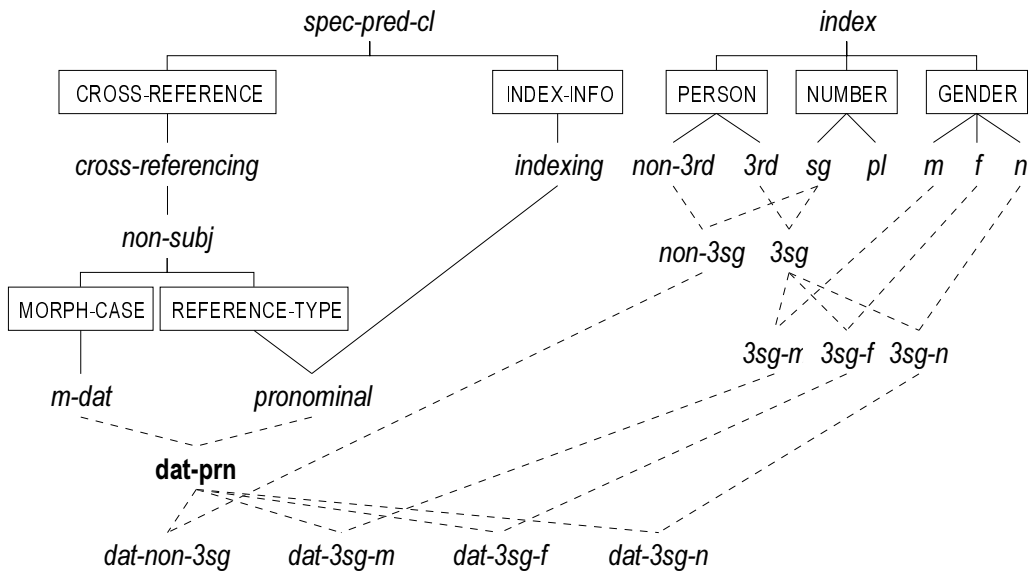 spec-pred-cl index
CROSS-REFERENCE INDEX-INFO PERSON NUMBER GENDER
cross-referencing indexing non-3rd 3rd sg pl m f n
non-subj non-3sg 3sg
MORPH-CASE REFERENCE-TYPE
3sg-m 3sg-f 3sg-n
m-dat pronominal
dat-prn
dat-non-3sg dat-3sg-m dat-3sg-f dat-3sg-n